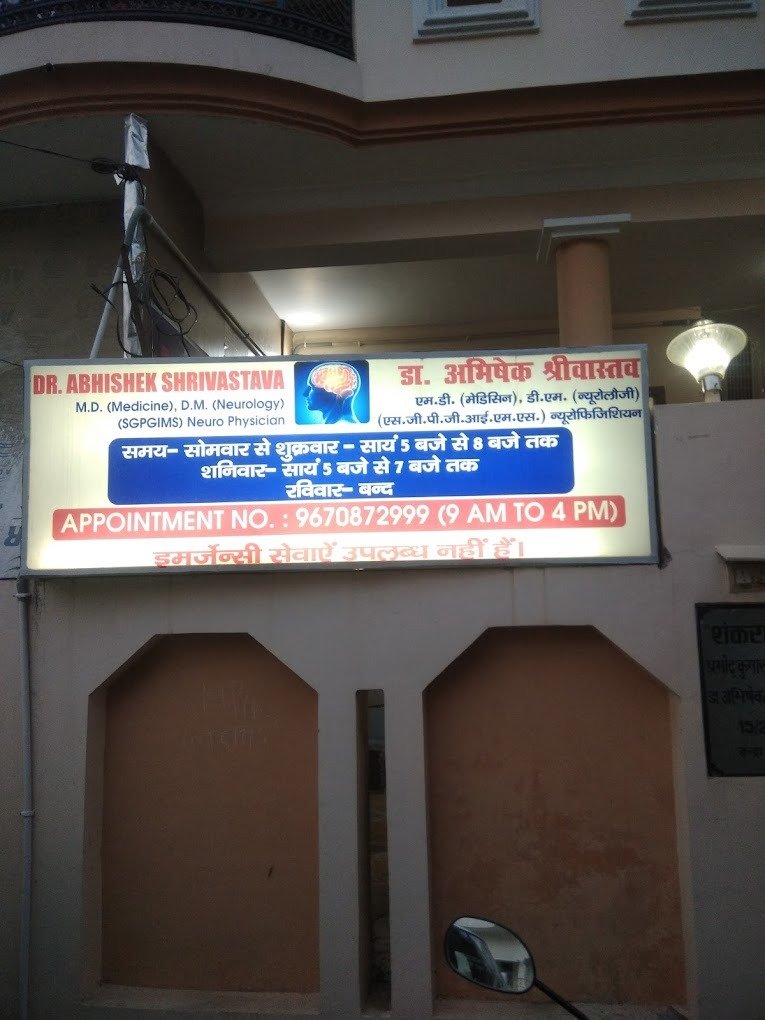 DR. ABHISHEK SHRIVASTAVA
M.D. (Medicine), D.M. (Neurology)
(SGPGIMS) Neuro Physician
डा. अभिषेक श्रीवास्तव
एम.डी. (मेडिसिन), डी.एम. (न्यूरोलौजी)
(एस.जी.पी.जी.आई.एम.एस.) न्यूरोफिजिशियन
समय- सोमवार से शुक्रवार - सायं 5 बजे से 8 बजे तक
शनिवार- सायं 5 बजे से 7 बजे तक
रविवार- बन्द
APPOINTMENT NO. : 9670872999 (9 AM TO 4 PM)
इमर्जेन्सी सेवाऐं उपलब्ध नहीं हैं।
डा. अभिषेक